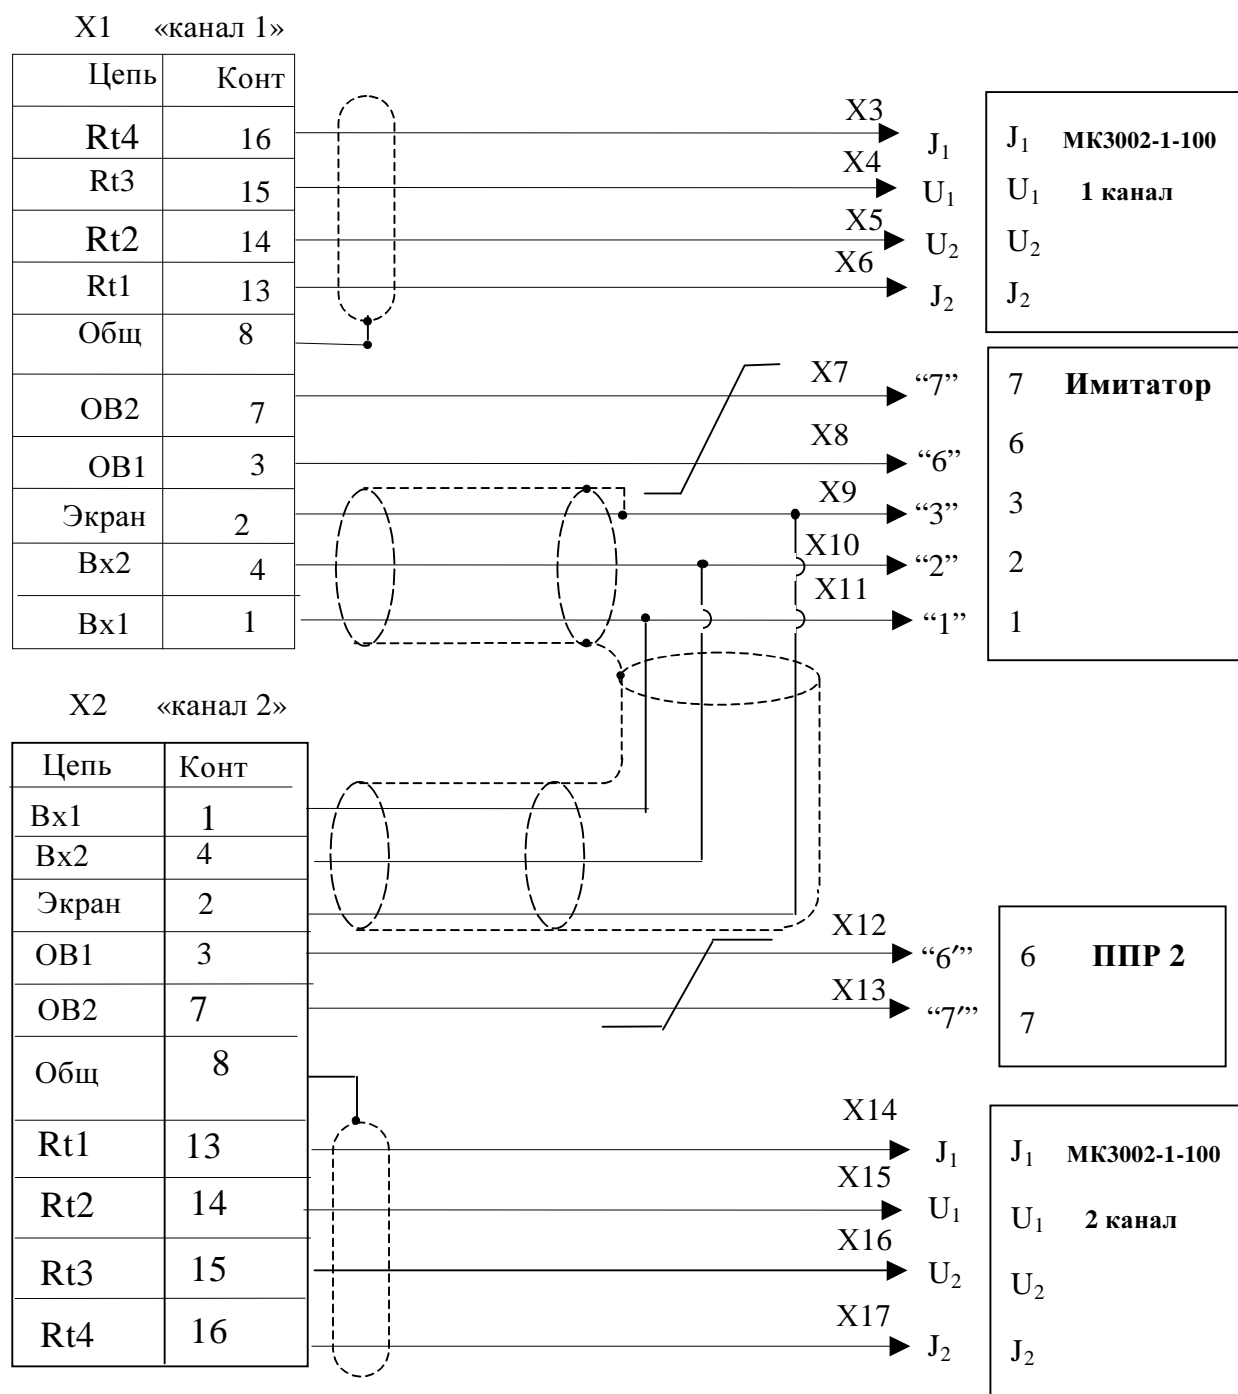 X1 «канал 1»
Цепь Конт
Rt4 16
Rt3 15
Rt2 14
Rt1 13
Общ 8
ОВ2 7
ОВ1 3
Экран 2
Вх2 4
Вх1 1
X3 J1
X4 U1
X5 U2
X6 J2
X7 “7”
X8 “6”
X9 “3”
X10 “2”
X11 “1”
J1 МК3002-1-100
U1 1 канал
U2
J2
7 Имитатор
6
3
2
1
X2 «канал 2»
Цепь Конт
Вх1 1
Вх2 4
Экран 2
ОВ1 3
ОВ2 7
Общ 8
Rt1 13
Rt2 14
Rt3 15
Rt4 16
X12 “6′”
X13 “7′”
X14 J1
X15 U1
X16 U2
X17 J2
6 ППР 2
7
J1 МК3002-1-100
U1 2 канал
U2
J2